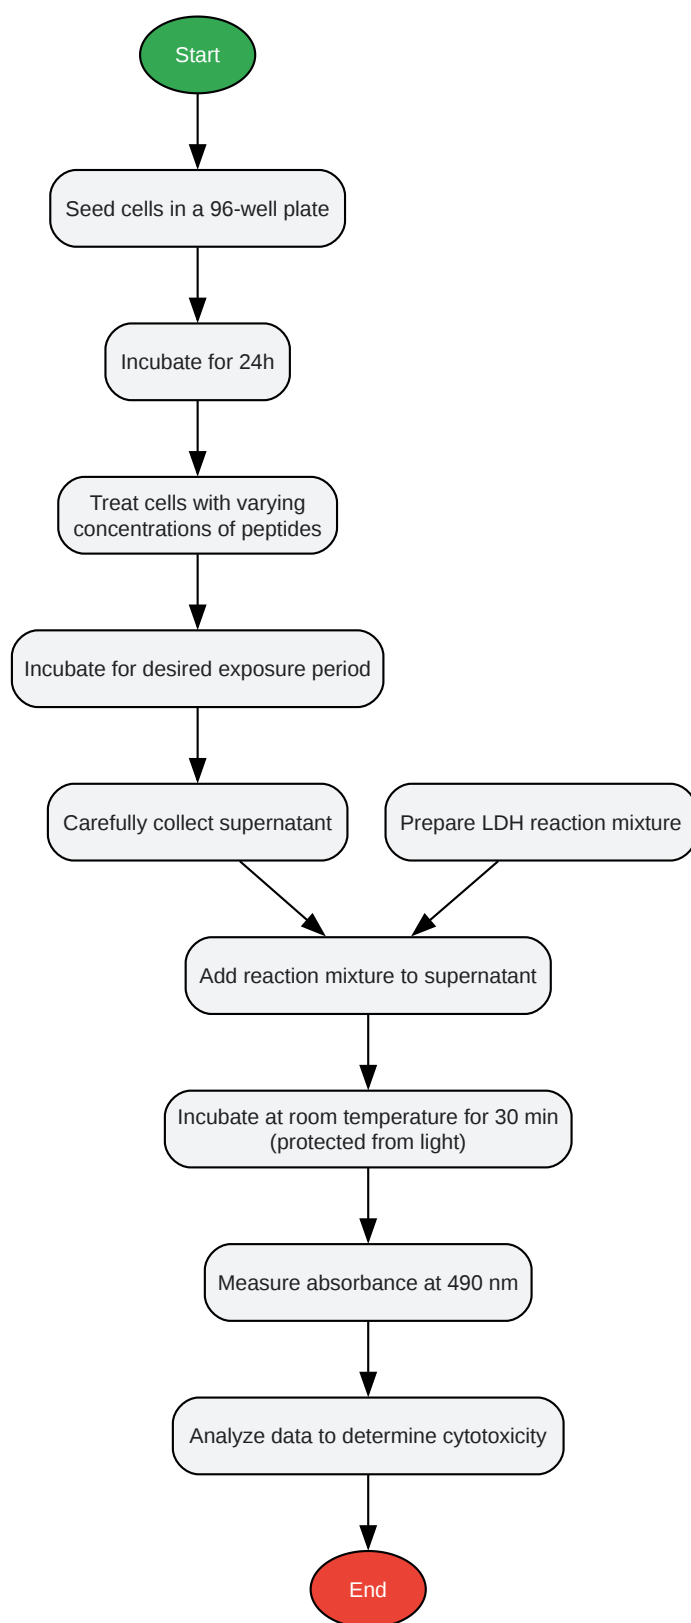 Start
Seed cells in a 96-well plate
Incubate for 24h
Treat cells with varying
concentrations of peptides
Incubate for desired exposure period
Carefully collect supernatant
Prepare LDH reaction mixture
Add reaction mixture to supernatant
Incubate at room temperature for 30 min
(protected from light)
Measure absorbance at 490 nm
Analyze data to determine cytotoxicity
End